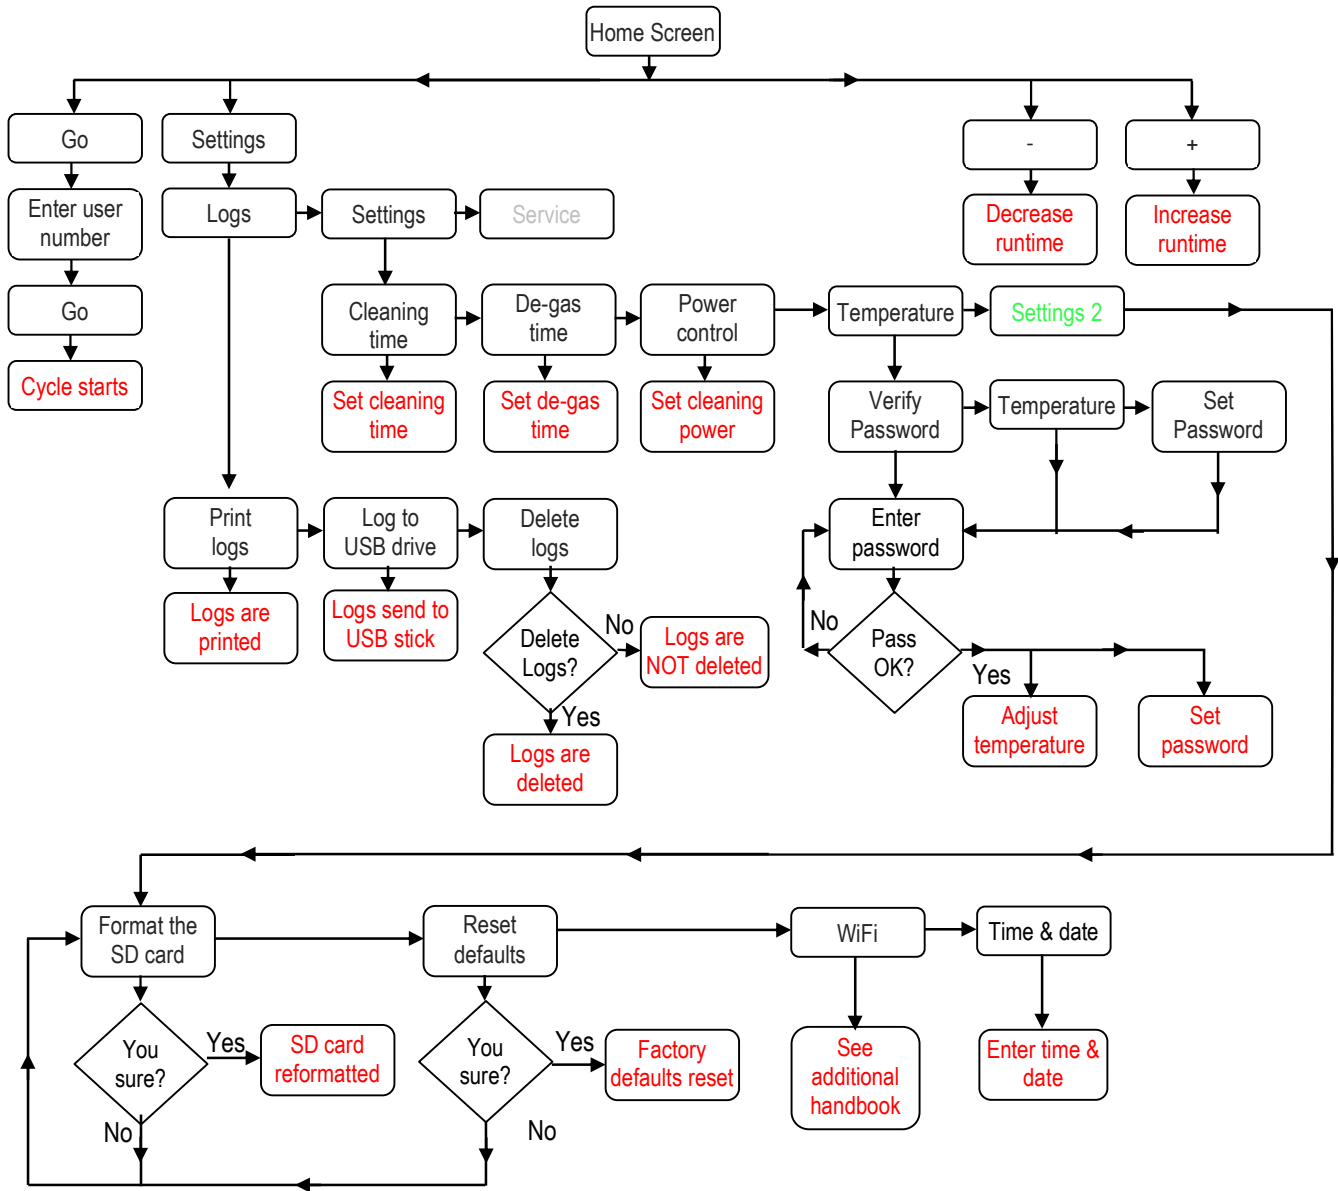 Home Screen
Go
Settings
-
+
Enter user
number
Logs
Settings
Service
Decrease
runtime
Increase
runtime
Go
Cleaning
time
De-gas
time
Power
control
Temperature
Settings 2
Cycle starts
Set cleaning
time
Set de-gas
time
Set cleaning
power
Verify
Password
Temperature
Set
Password
Print
logs
Log to
USB drive
Delete
logs
Enter
password
Logs are
printed
Logs send to
USB stick
Delete
Logs?
No
Logs are
NOT deleted
Yes
Logs are
deleted
No
Pass
OK?
Yes
Adjust
temperature
Set
password
Format the
SD card
Reset
defaults
WiFi
Time & date
You
sure?
Yes
SD card
reformatted
No
You
sure?
Yes
Factory
defaults reset
No
See
additional
handbook
Enter time &
date